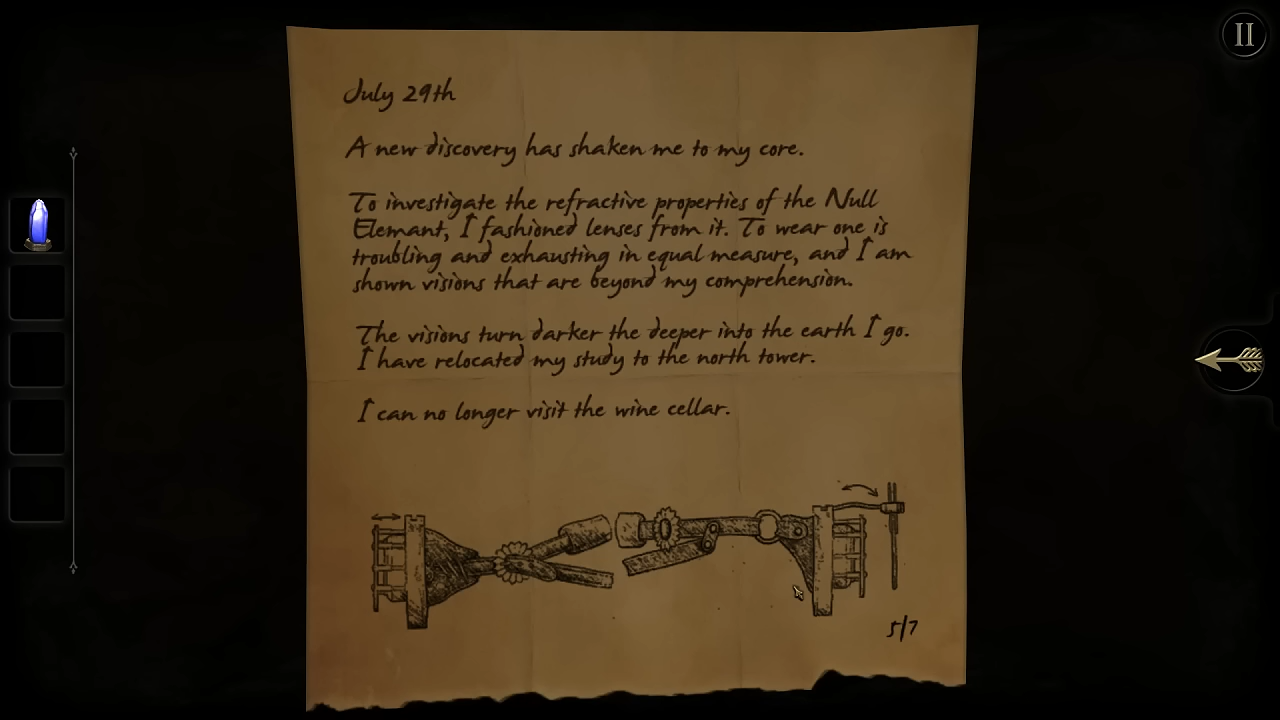 July 29th
A new discovery has shaken me to my core.
To investigate the refractive properties of the Null
Elemant, I fashioned lenses from it. To wear one is
troubling and exhausting in equal measure, and I am
shown visions that are beyond my comprehension.
The visions turn darker the deeper into the earth I go.
I have relocated my study to the north tower.
I can no longer visit the wine cellar.
5/7